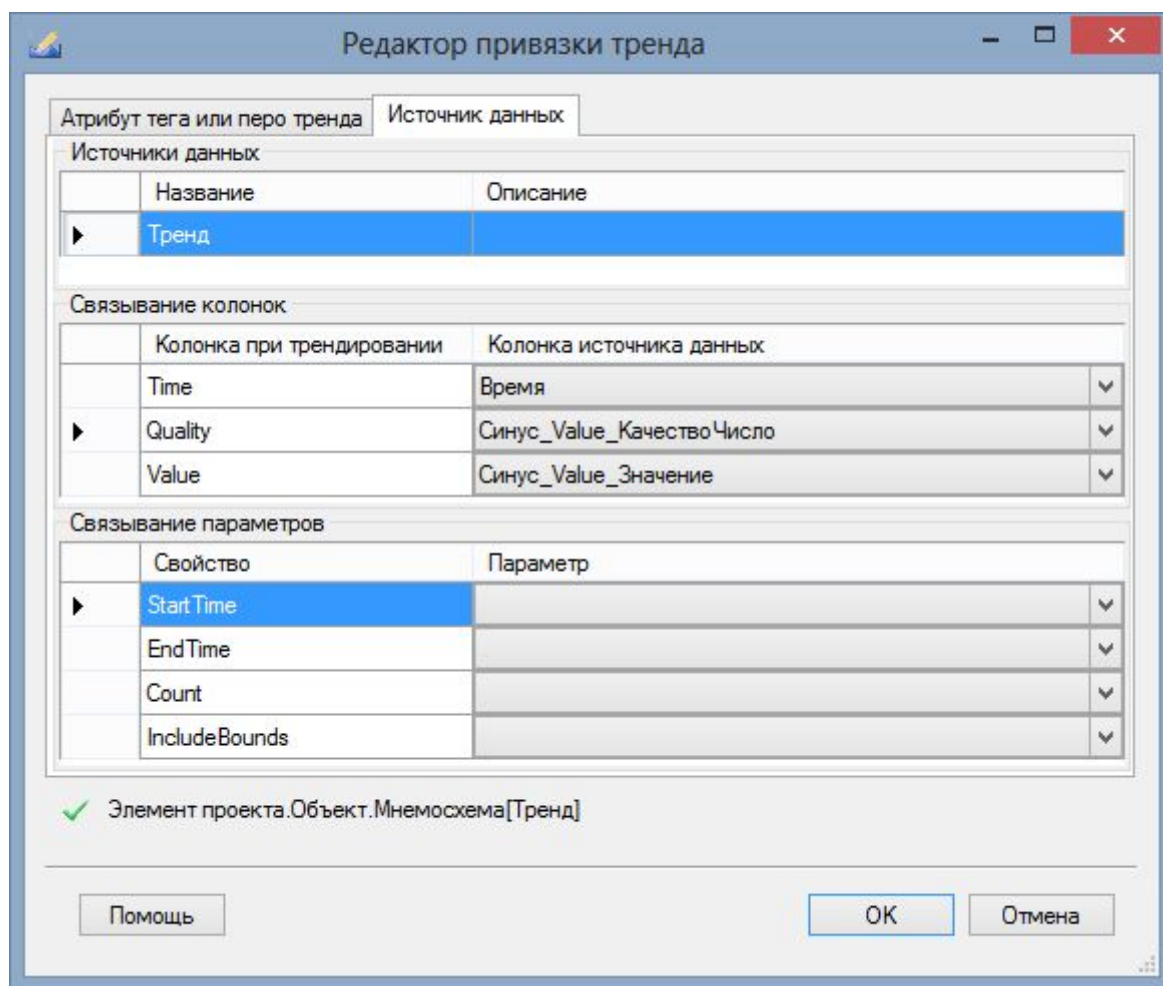 Редактор привязки тренда
Атрибут тега или перо тренда Источник данных
Источники данных
Название Описание
Тренд
Связывание колонок
Колонка при трендировании Колонка источника данных
Time Время
Quality Синус_Value_КачествоЧисло
Value Синус_Value_Значение
Связывание параметров
Свойство Параметр
StartTime
EndTime
Count
IncludeBounds
Элемент проекта.Объект.Мнемосхема[Тренд]
Помощь OK Отмена